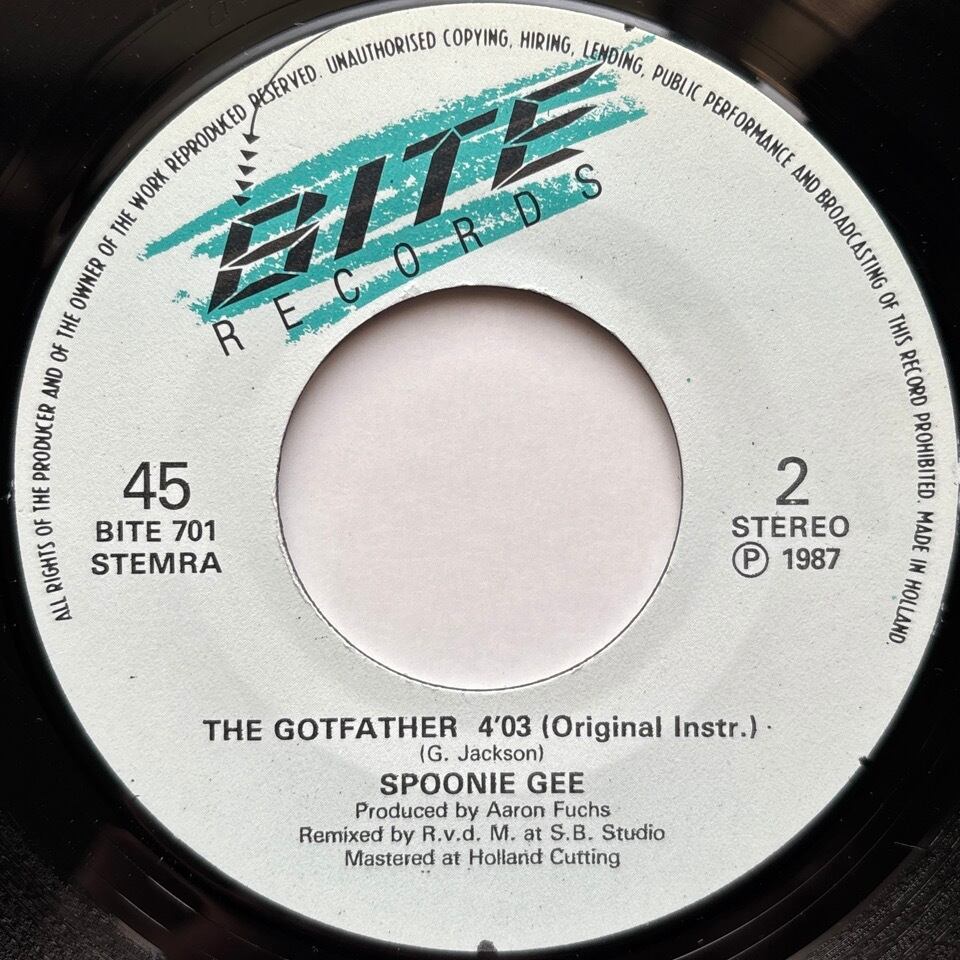 ALL RIGHTS OF THE PRODUCER AND OF THE OWNER OF THE WORK REPRODUCED RESERVED. UNAUTHORISED COPYING, HIRING, LENDING, PUBLIC PERFORMANCE AND BROADCASTING OF THIS RECORD PROHIBITED. MADE IN HOLLAND.
BITE
RECORDS
45
BITE 701
STEMRA
2
STEREO
Ⓟ 1987
THE GOTFATHER 4'03 (Original Instr.)
(G. Jackson)
SPOONIE GEE
Produced by Aaron Fuchs
Remixed by R.v.d. M. at S.B. Studio
Mastered at Holland Cutting